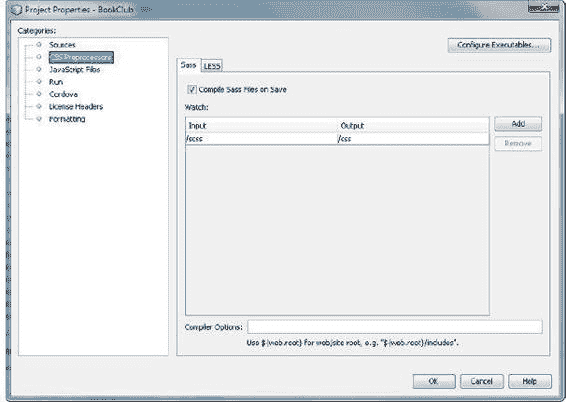 Project Properties - BookClub
Categories:
Sources
CSS Preprocessors
JavaScript Files
Run
Cordova
License Headers
Formatting
Configure Executables...
Sass LESS
Compile Sass Files on Save
Watch:
Input Output
/scss /css
Add
Remove
Compiler Options:
Use ${web.root} for web/site root, e.g. "${web.root}/includes".
OK Cancel Help